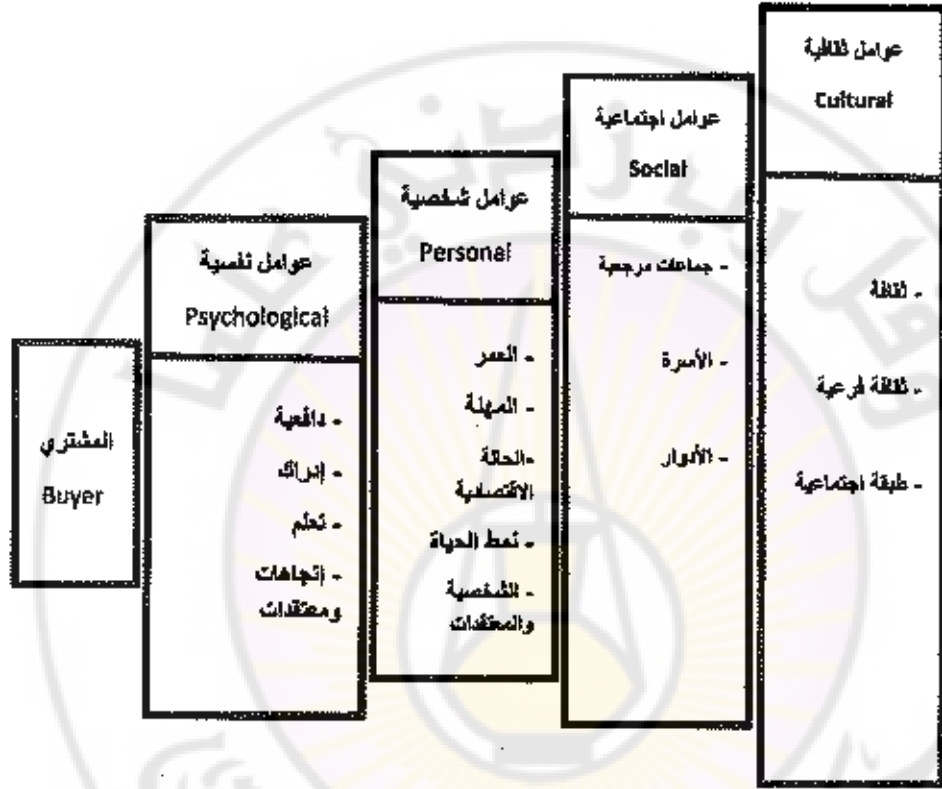 عوامل ثقافية
Cultural
- ثقافة
- ثقافة فرعية
- طبقة اجتماعية
عوامل اجتماعية
Social
- جماعات مرجعية
- الأسرة
- الأدوار
عوامل شخصية
Personal
- العمر
- المهنة
-الحالة
الاقتصادية
- نمط الحياة
- الشخصية
والمعتقدات
عوامل نفسية
Psychological
- دافعية
- إدراك
- تعلم
- اتجاهات
ومعتقدات
المشتري
Buyer